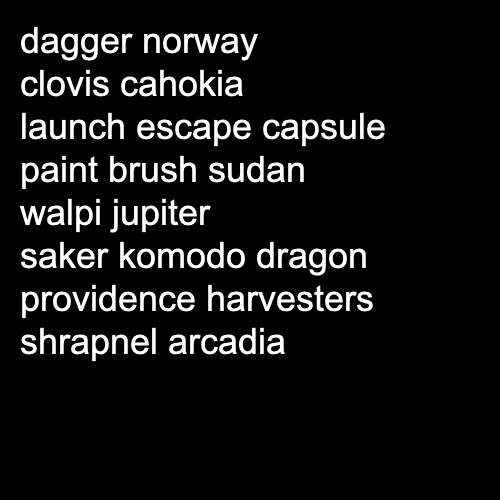 dagger norway
clovis cahokia
launch escape capsule
paint brush sudan
walpi jupiter
saker komodo dragon
providence harvesters
shrapnel arcadia